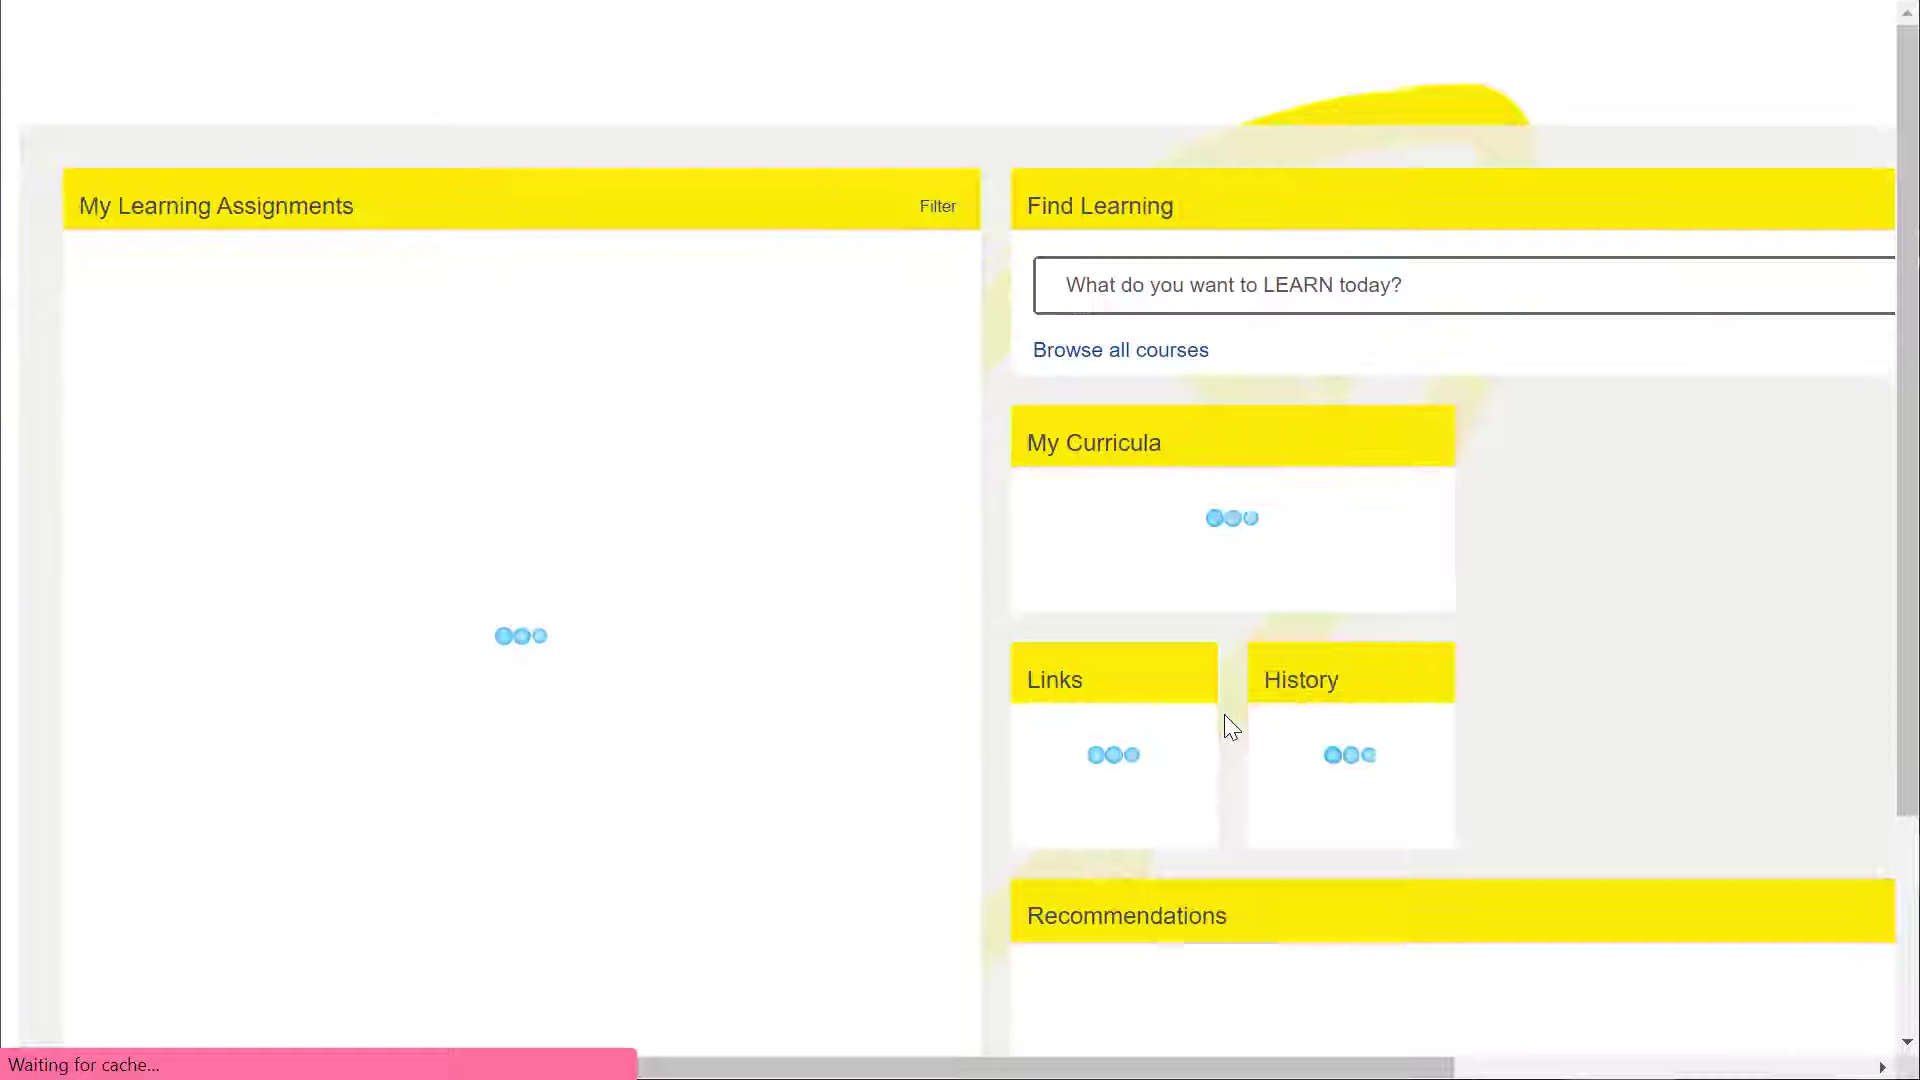 My Learning Assignments
Filter
Find Learning
What do you want to LEARN today?
Browse all courses
My Curricula
Links
History
Recommendations
Waiting for cache...